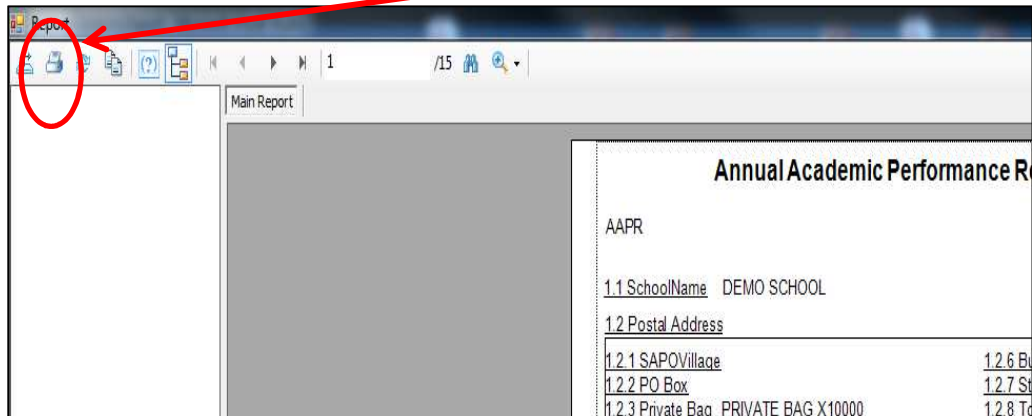 Report
1 /15
Main Report
Annual Academic Performance
AAPR
1.1 SchoolName DEMO SCHOOL
1.2 Postal Address
1.2.1 SAPOVillage 1.2.6
1.2.2 PO Box 1.2.7
1.2.3 Private Bag PRIVATE BAG X10000 1.2.8